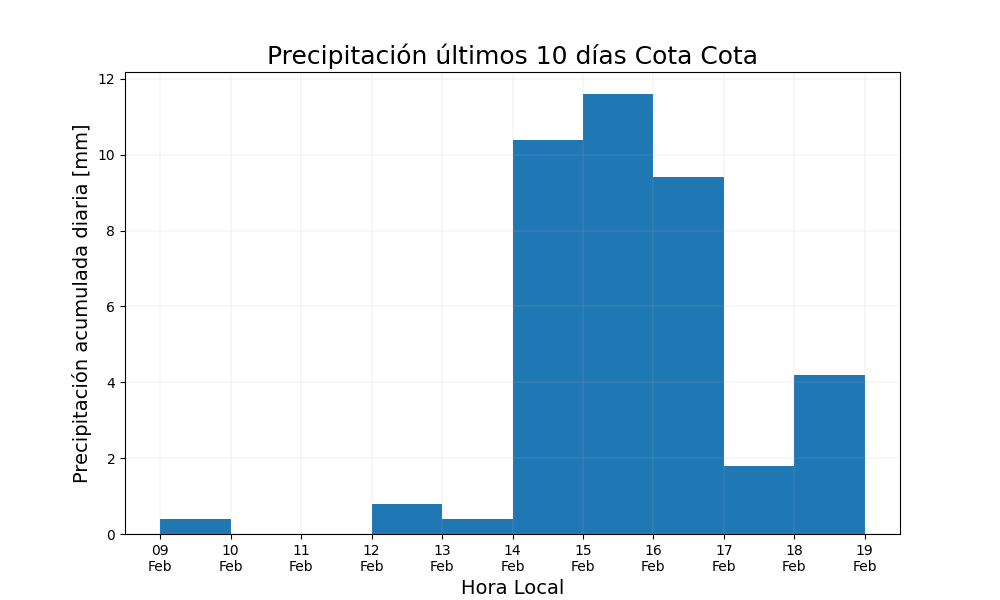 Precipitación últimos 10 días Cota Cota
Precipitación acumulada diaria [mm]
12
10
8
6
4
2
0
09 10 11 12 13 14 15 16 17 18 19
Feb Feb Feb Feb Feb Feb Feb Feb Feb Feb Feb
Hora Local